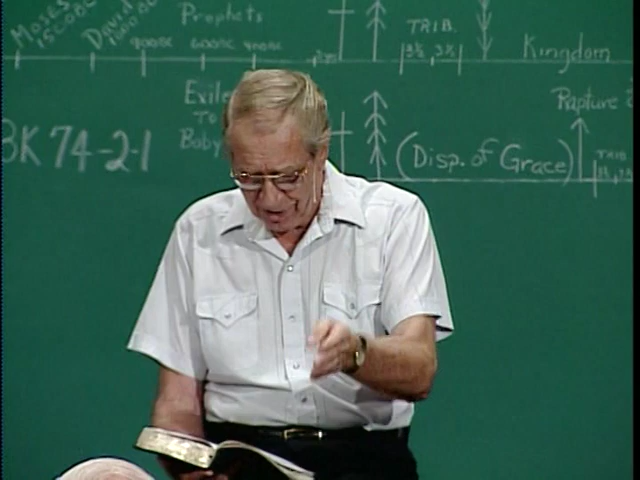 Moses
1500BC
David
1000BC
Prophets
900BC 600BC 400BC
TRIB.
3½ 3½
Kingdom
Exile
To
Baby
BK 74-2-1
(Disp. of Grace)
Rapture
TRIB